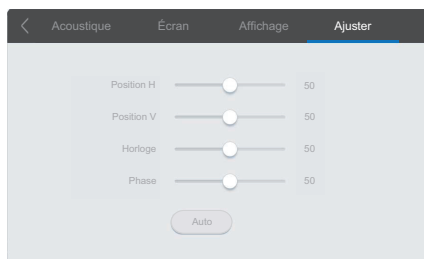 Acoustique Écran Affichage Ajuster
Position H 50
Position V 50
Horloge 50
Phase 50
Auto